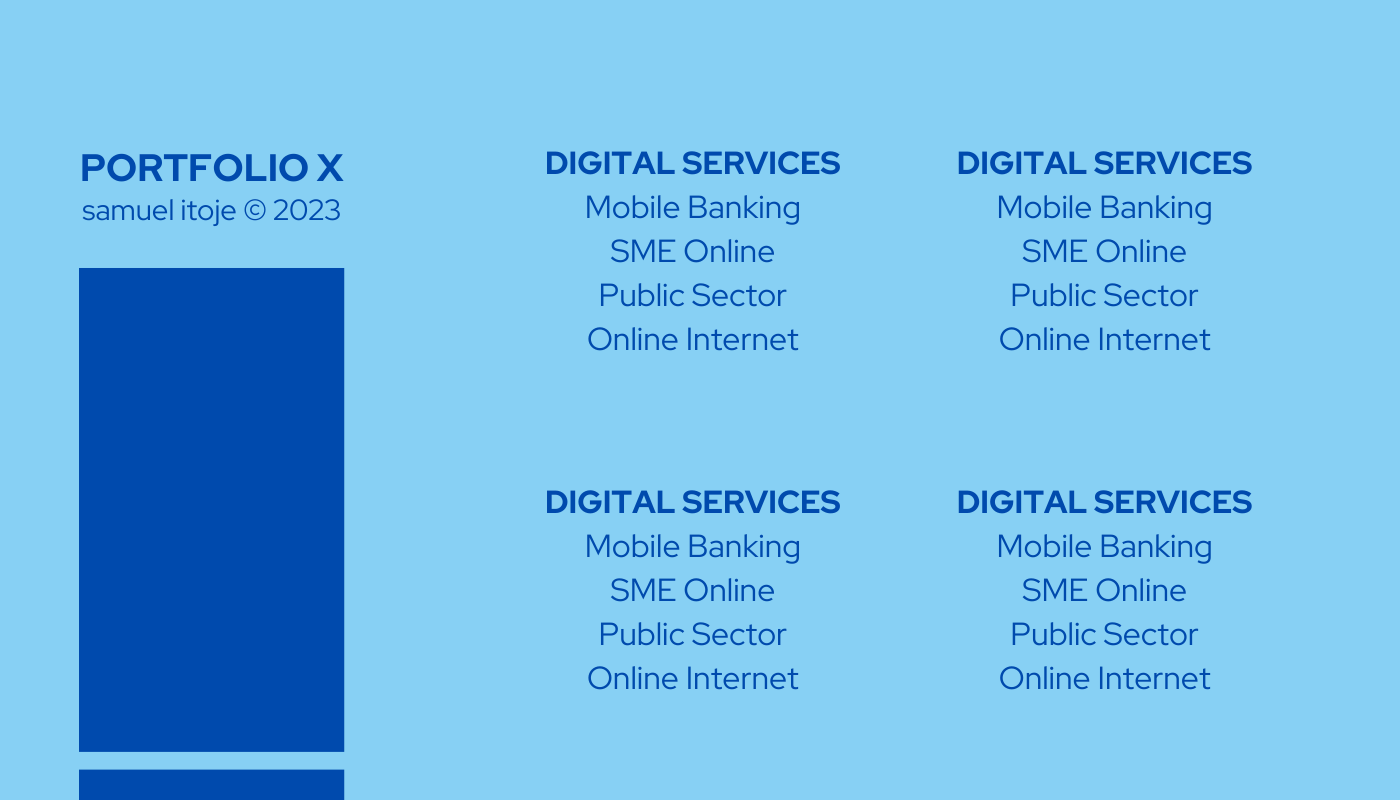 PORTFOLIO X
samuel itoje © 2023
DIGITAL SERVICES
Mobile Banking
SME Online
Public Sector
Online Internet
DIGITAL SERVICES
Mobile Banking
SME Online
Public Sector
Online Internet
DIGITAL SERVICES
Mobile Banking
SME Online
Public Sector
Online Internet
DIGITAL SERVICES
Mobile Banking
SME Online
Public Sector
Online Internet